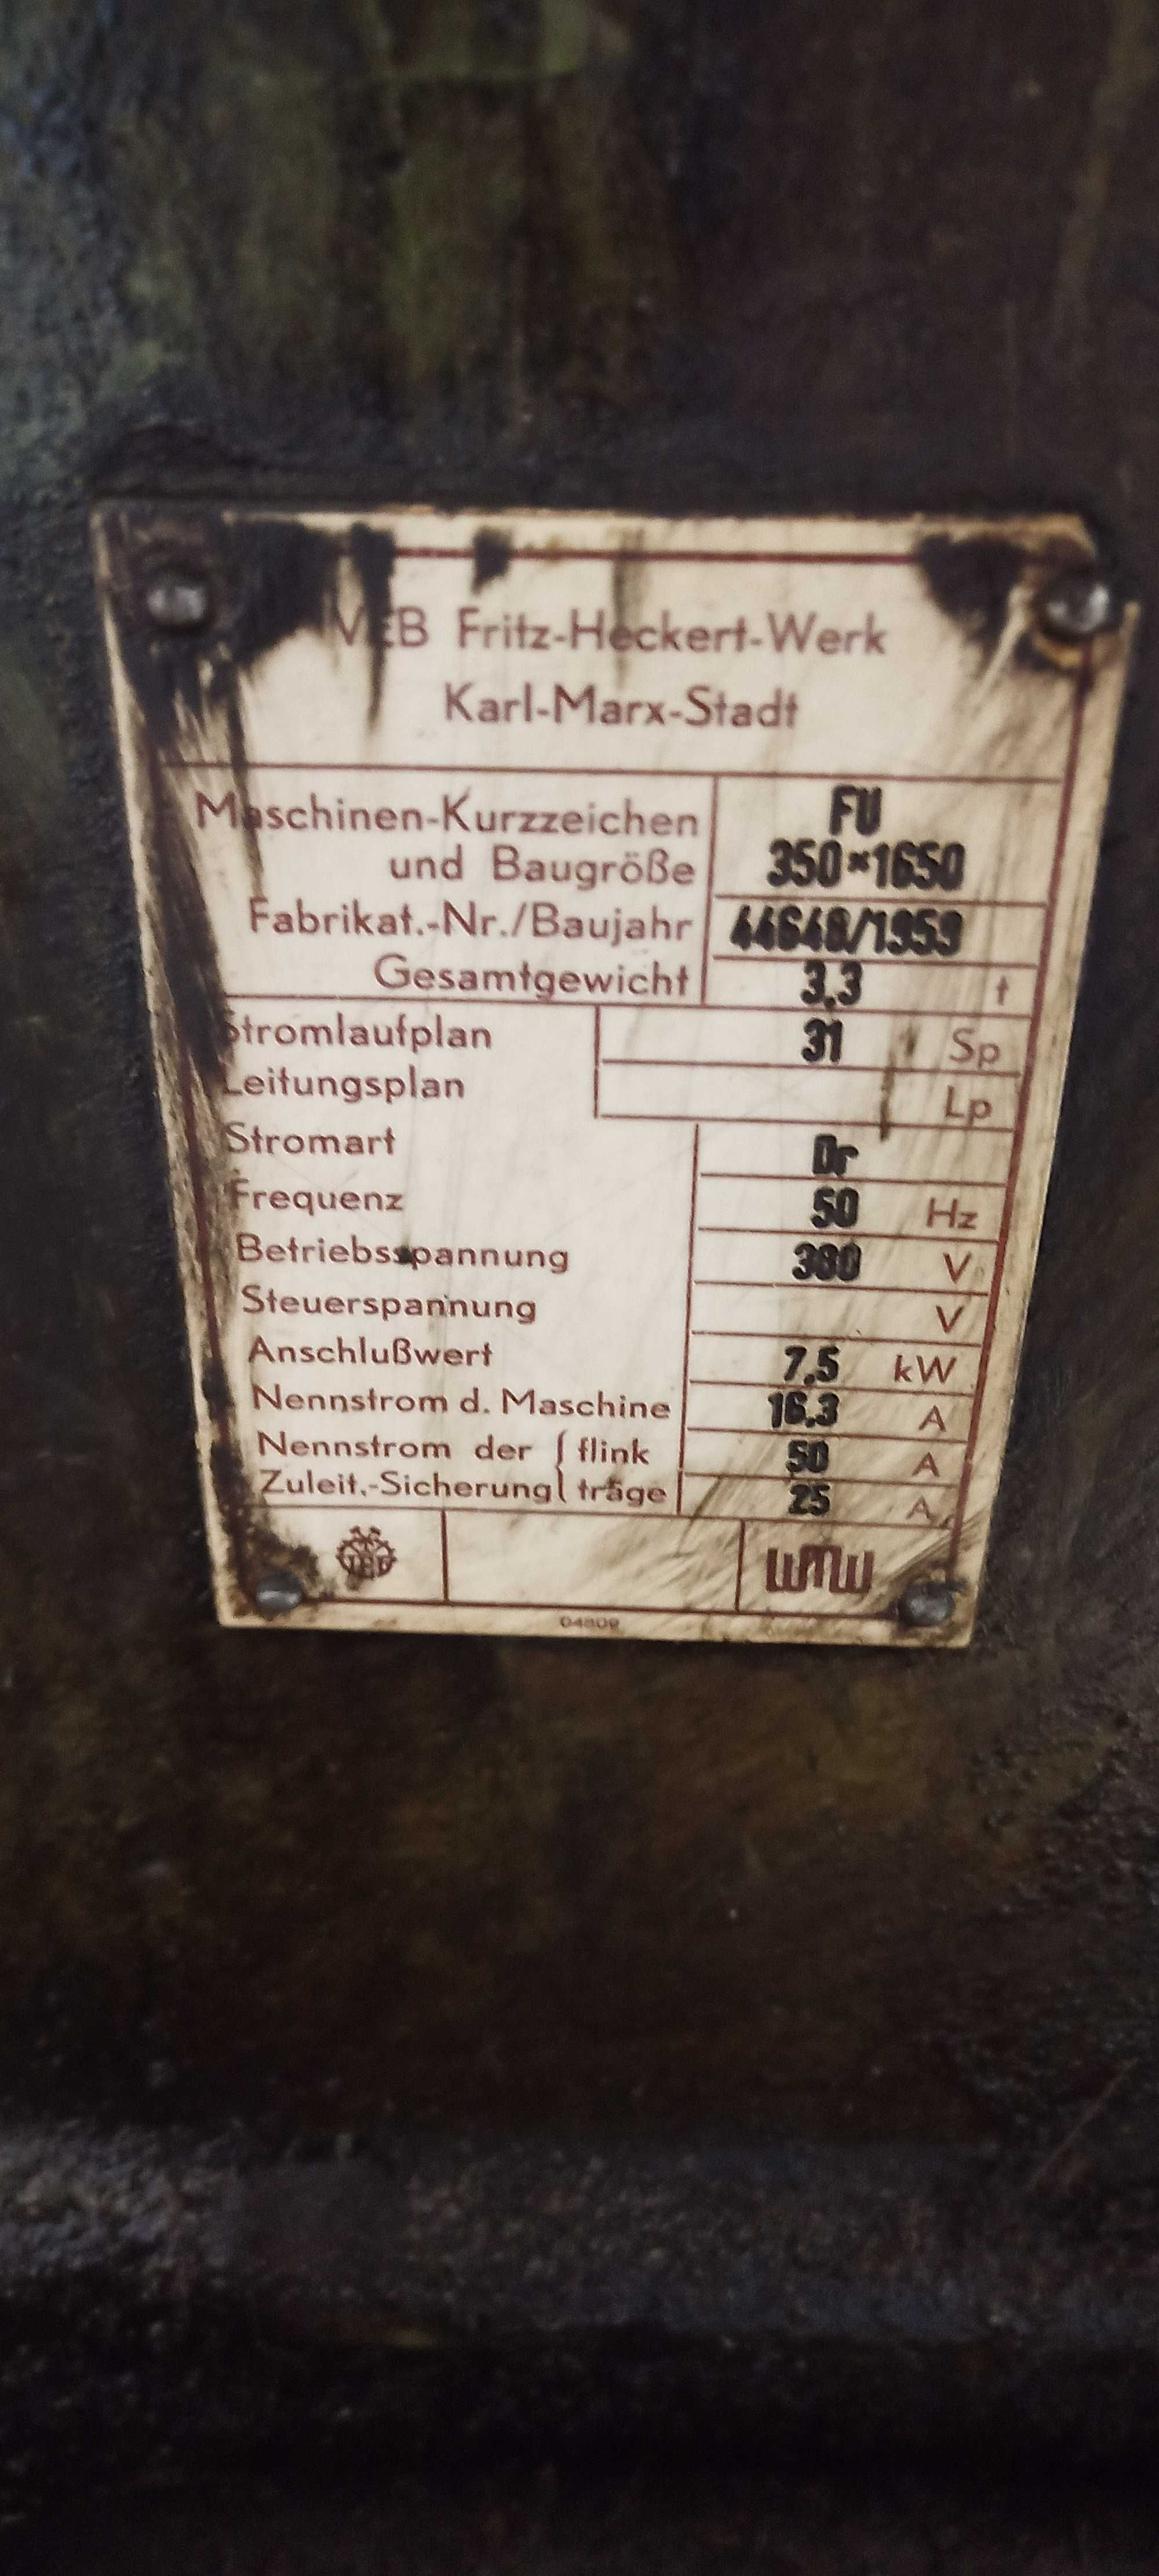 VEB Fritz-Heckert-Werk
Karl-Marx-Stadt
Maschinen-Kurzzeichen FU
und Baugröße 350×1650
Fabrikat.-Nr./Baujahr 44648/1959
Gesamtgewicht 3,3 t
Stromlaufplan 31 Sp
Leitungsplan Lp
Stromart Dr
Frequenz 50 Hz
Betriebsspannung 380 V
Steuerspannung V
Anschlußwert 7,5 kW
Nennstrom d. Maschine 16,3 A
Nennstrom der { flink 50 A
Zuleit.-Sicherung { träge 25 A
WMW